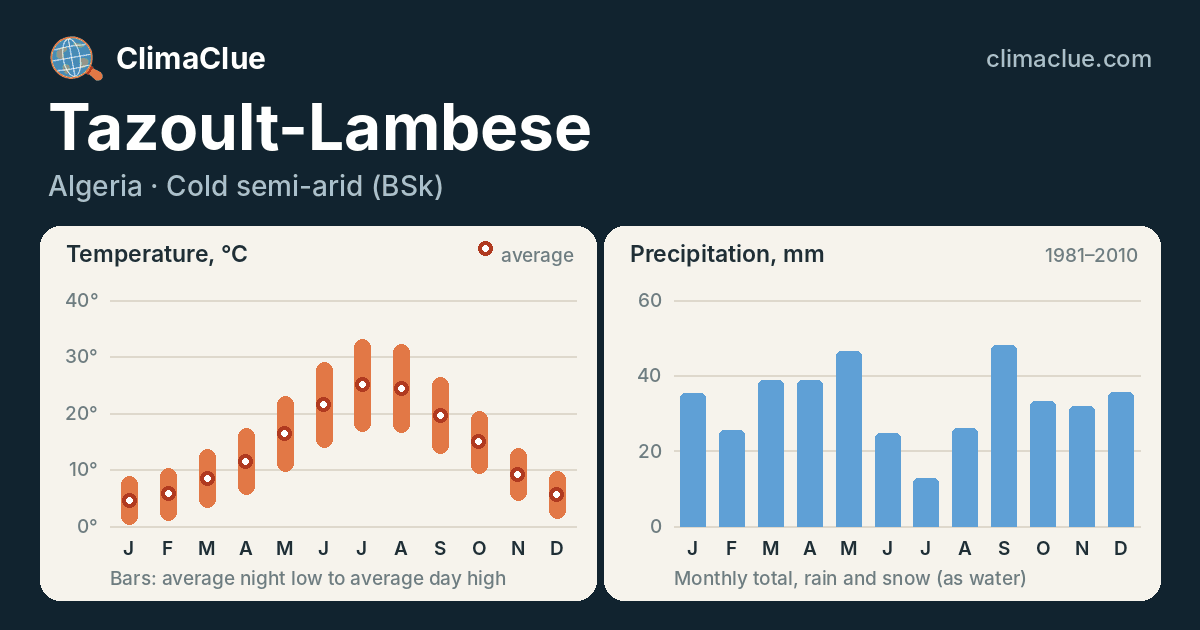 ClimaClue
climaclue.com
Tazoult-Lambese
Algeria · Cold semi-arid (BSk)
Temperature, °C
average
40°
30°
20°
10°
0°
J F M A M J J A S O N D
Bars: average night low to average day high
Precipitation, mm
1981–2010
60
40
20
0
J F M A M J J A S O N D
Monthly total, rain and snow (as water)